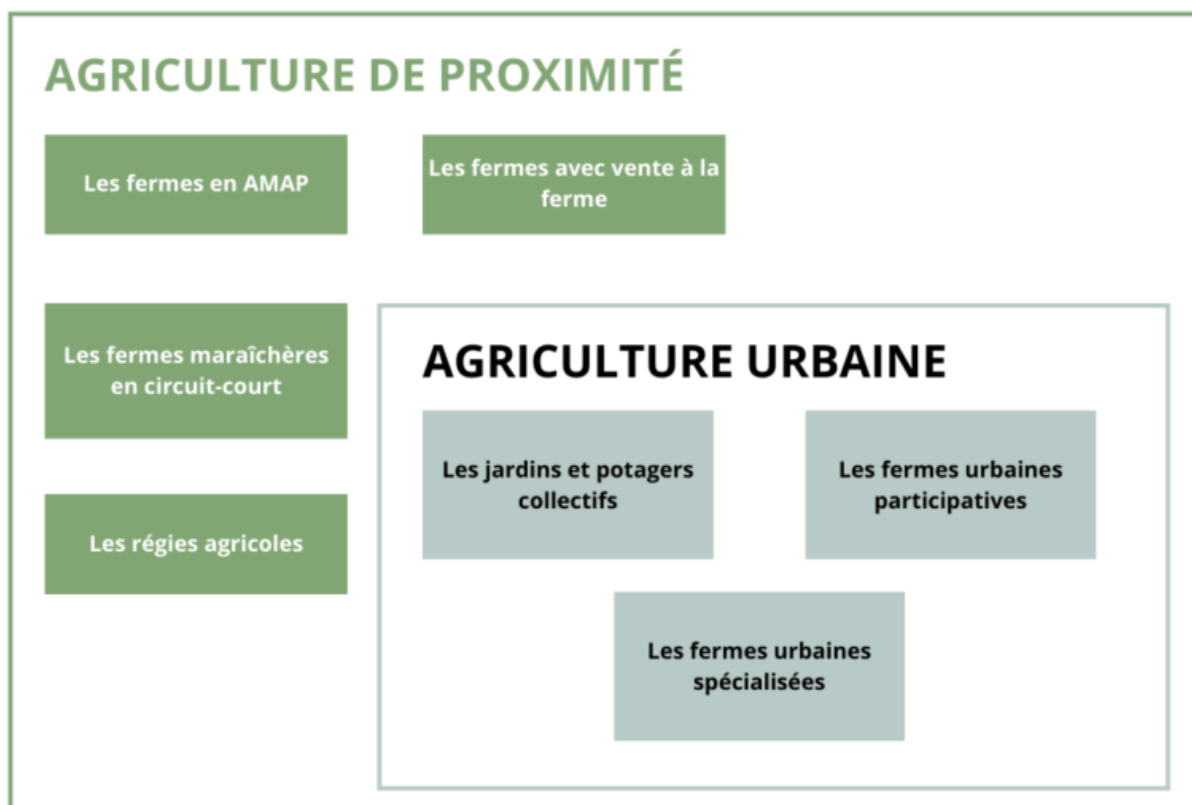 AGRICULTURE DE PROXIMITÉ
Les fermes en AMAP
Les fermes avec vente à la
ferme
Les fermes maraîchères
en circuit-court
Les régies agricoles
AGRICULTURE URBAINE
Les jardins et potagers
collectifs
Les fermes urbaines
participatives
Les fermes urbaines
spécialisées